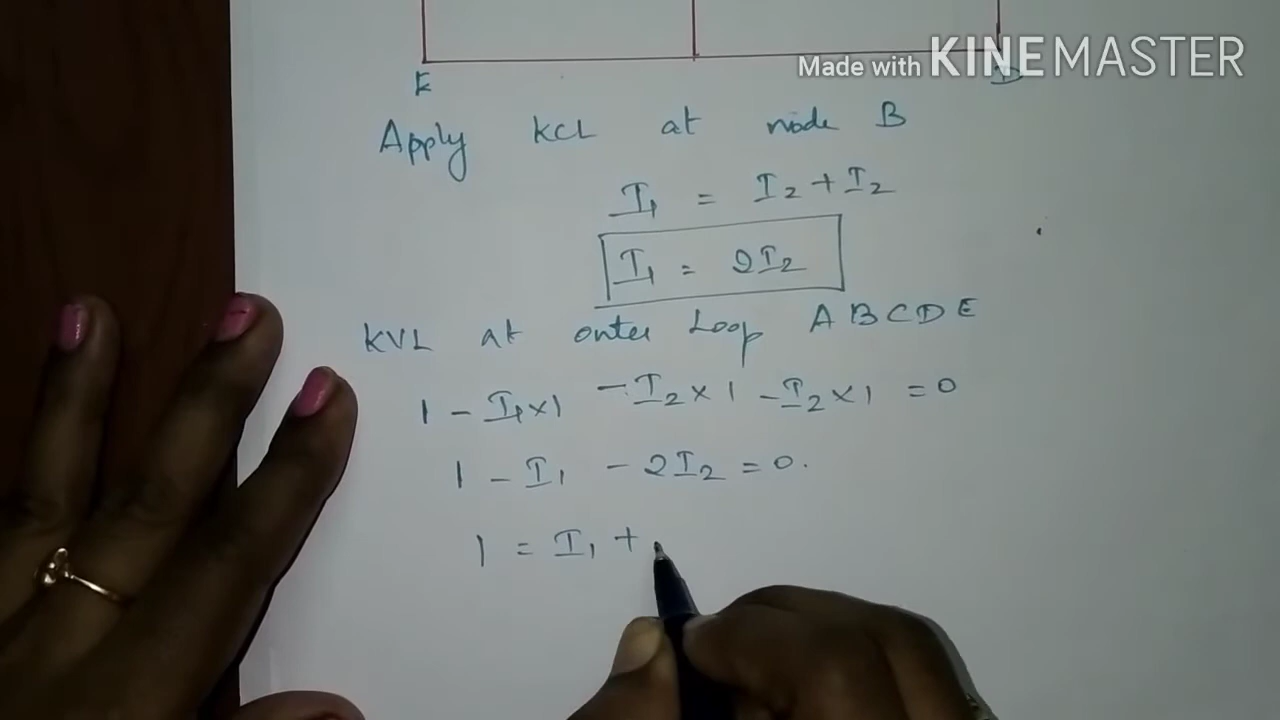 Made with KINEMASTER
E D
Apply KCL at node B
I1 = I2 + I2
I1 = 2I2
KVL at outer Loop ABCDE
1 - I1×1 - I2×1 - I2×1 = 0
1 - I1 - 2I2 = 0.
1 = I1 +